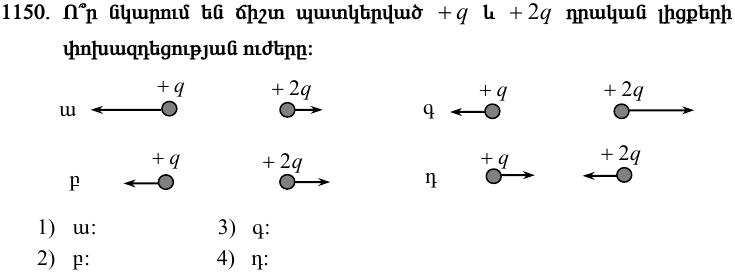 1150. Ո՞ր նկարում են ճիշտ պատկերված +q և +2q դրական լիցքերի
փոխազդեցության ուժերը:
ա +q +2q գ +q +2q
բ +q +2q դ +q +2q
1) ա: 3) գ:
2) բ: 4) դ: